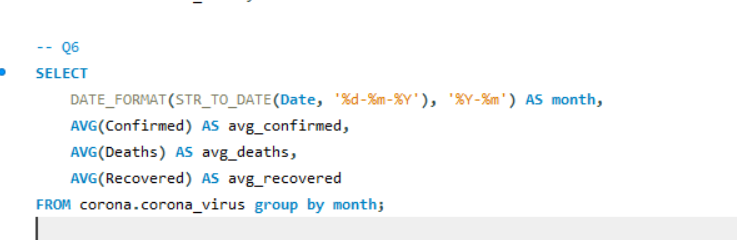 -- Q6
SELECT
DATE_FORMAT(STR_TO_DATE(Date, '%d-%m-%Y'), '%Y-%m') AS month,
AVG(Confirmed) AS avg_confirmed,
AVG(Deaths) AS avg_deaths,
AVG(Recovered) AS avg_recovered
FROM corona.corona_virus group by month;